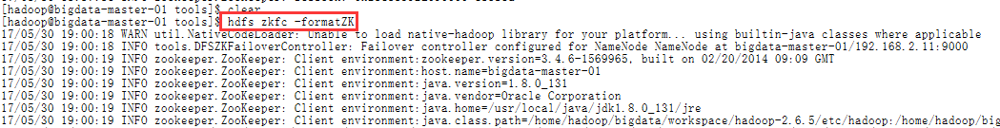 [hadoop@bigdata-master-01 tools]$ clear
[hadoop@bigdata-master-01 tools]$ hdfs zkfc -formatZK
17/05/30 19:00:18 WARN util.NativeCodeLoader: Unable to load native-hadoop library for your platform... using builtin-java classes where applicable
17/05/30 19:00:18 INFO tools.DFSZKFailoverController: Failover controller configured for NameNode NameNode at bigdata-master-01/192.168.2.11:9000
17/05/30 19:00:19 INFO zookeeper.ZooKeeper: Client environment:zookeeper.version=3.4.6-1569965, built on 02/20/2014 09:09 GMT
17/05/30 19:00:19 INFO zookeeper.ZooKeeper: Client environment:host.name=bigdata-master-01
17/05/30 19:00:19 INFO zookeeper.ZooKeeper: Client environment:java.version=1.8.0_131
17/05/30 19:00:19 INFO zookeeper.ZooKeeper: Client environment:java.vendor=Oracle Corporation
17/05/30 19:00:19 INFO zookeeper.ZooKeeper: Client environment:java.home=/usr/local/java/jdk1.8.0_131/jre
17/05/30 19:00:19 INFO zookeeper.ZooKeeper: Client environment:java.class.path=/home/hadoop/bigdata/workspace/hadoop-2.6.5/etc/hadoop:/home/hadoop/big